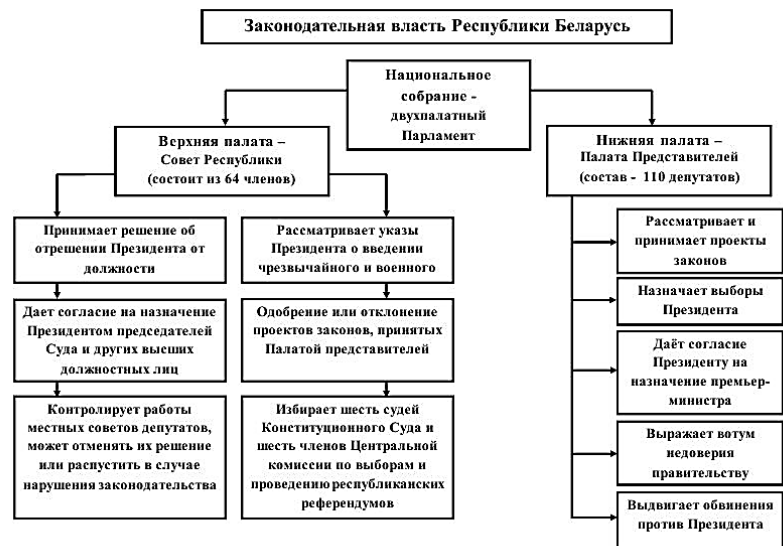 Законодательная власть Республики Беларусь
Национальное
собрание -
двухпалатный
Парламент
Верхняя палата –
Совет Республики
(состоит из 64 членов)
Нижняя палата –
Палата Представителей
(состав - 110 депутатов)
Принимает решение об
отрешении Президента от
должности
Дает согласие на назначение
Президентом председателей
Суда и других высших
должностных лиц
Контролирует работы
местных советов депутатов,
может отменять их решение
или распустить в случае
нарушения законодательства
Рассматривает указы
Президента о введении
чрезвычайного и военного
Одобрение или отклонение
проектов законов, принятых
Палатой представителей
Избирает шесть судей
Конституционного Суда и
шесть членов Центральной
комиссии по выборам и
проведению республиканских
референдумов
Рассматривает и
принимает проекты
законов
Назначает выборы
Президента
Даёт согласие
Президенту на
назначение премьер-
министра
Выражает вотум
недоверия
правительству
Выдвигает обвинения
против Президента